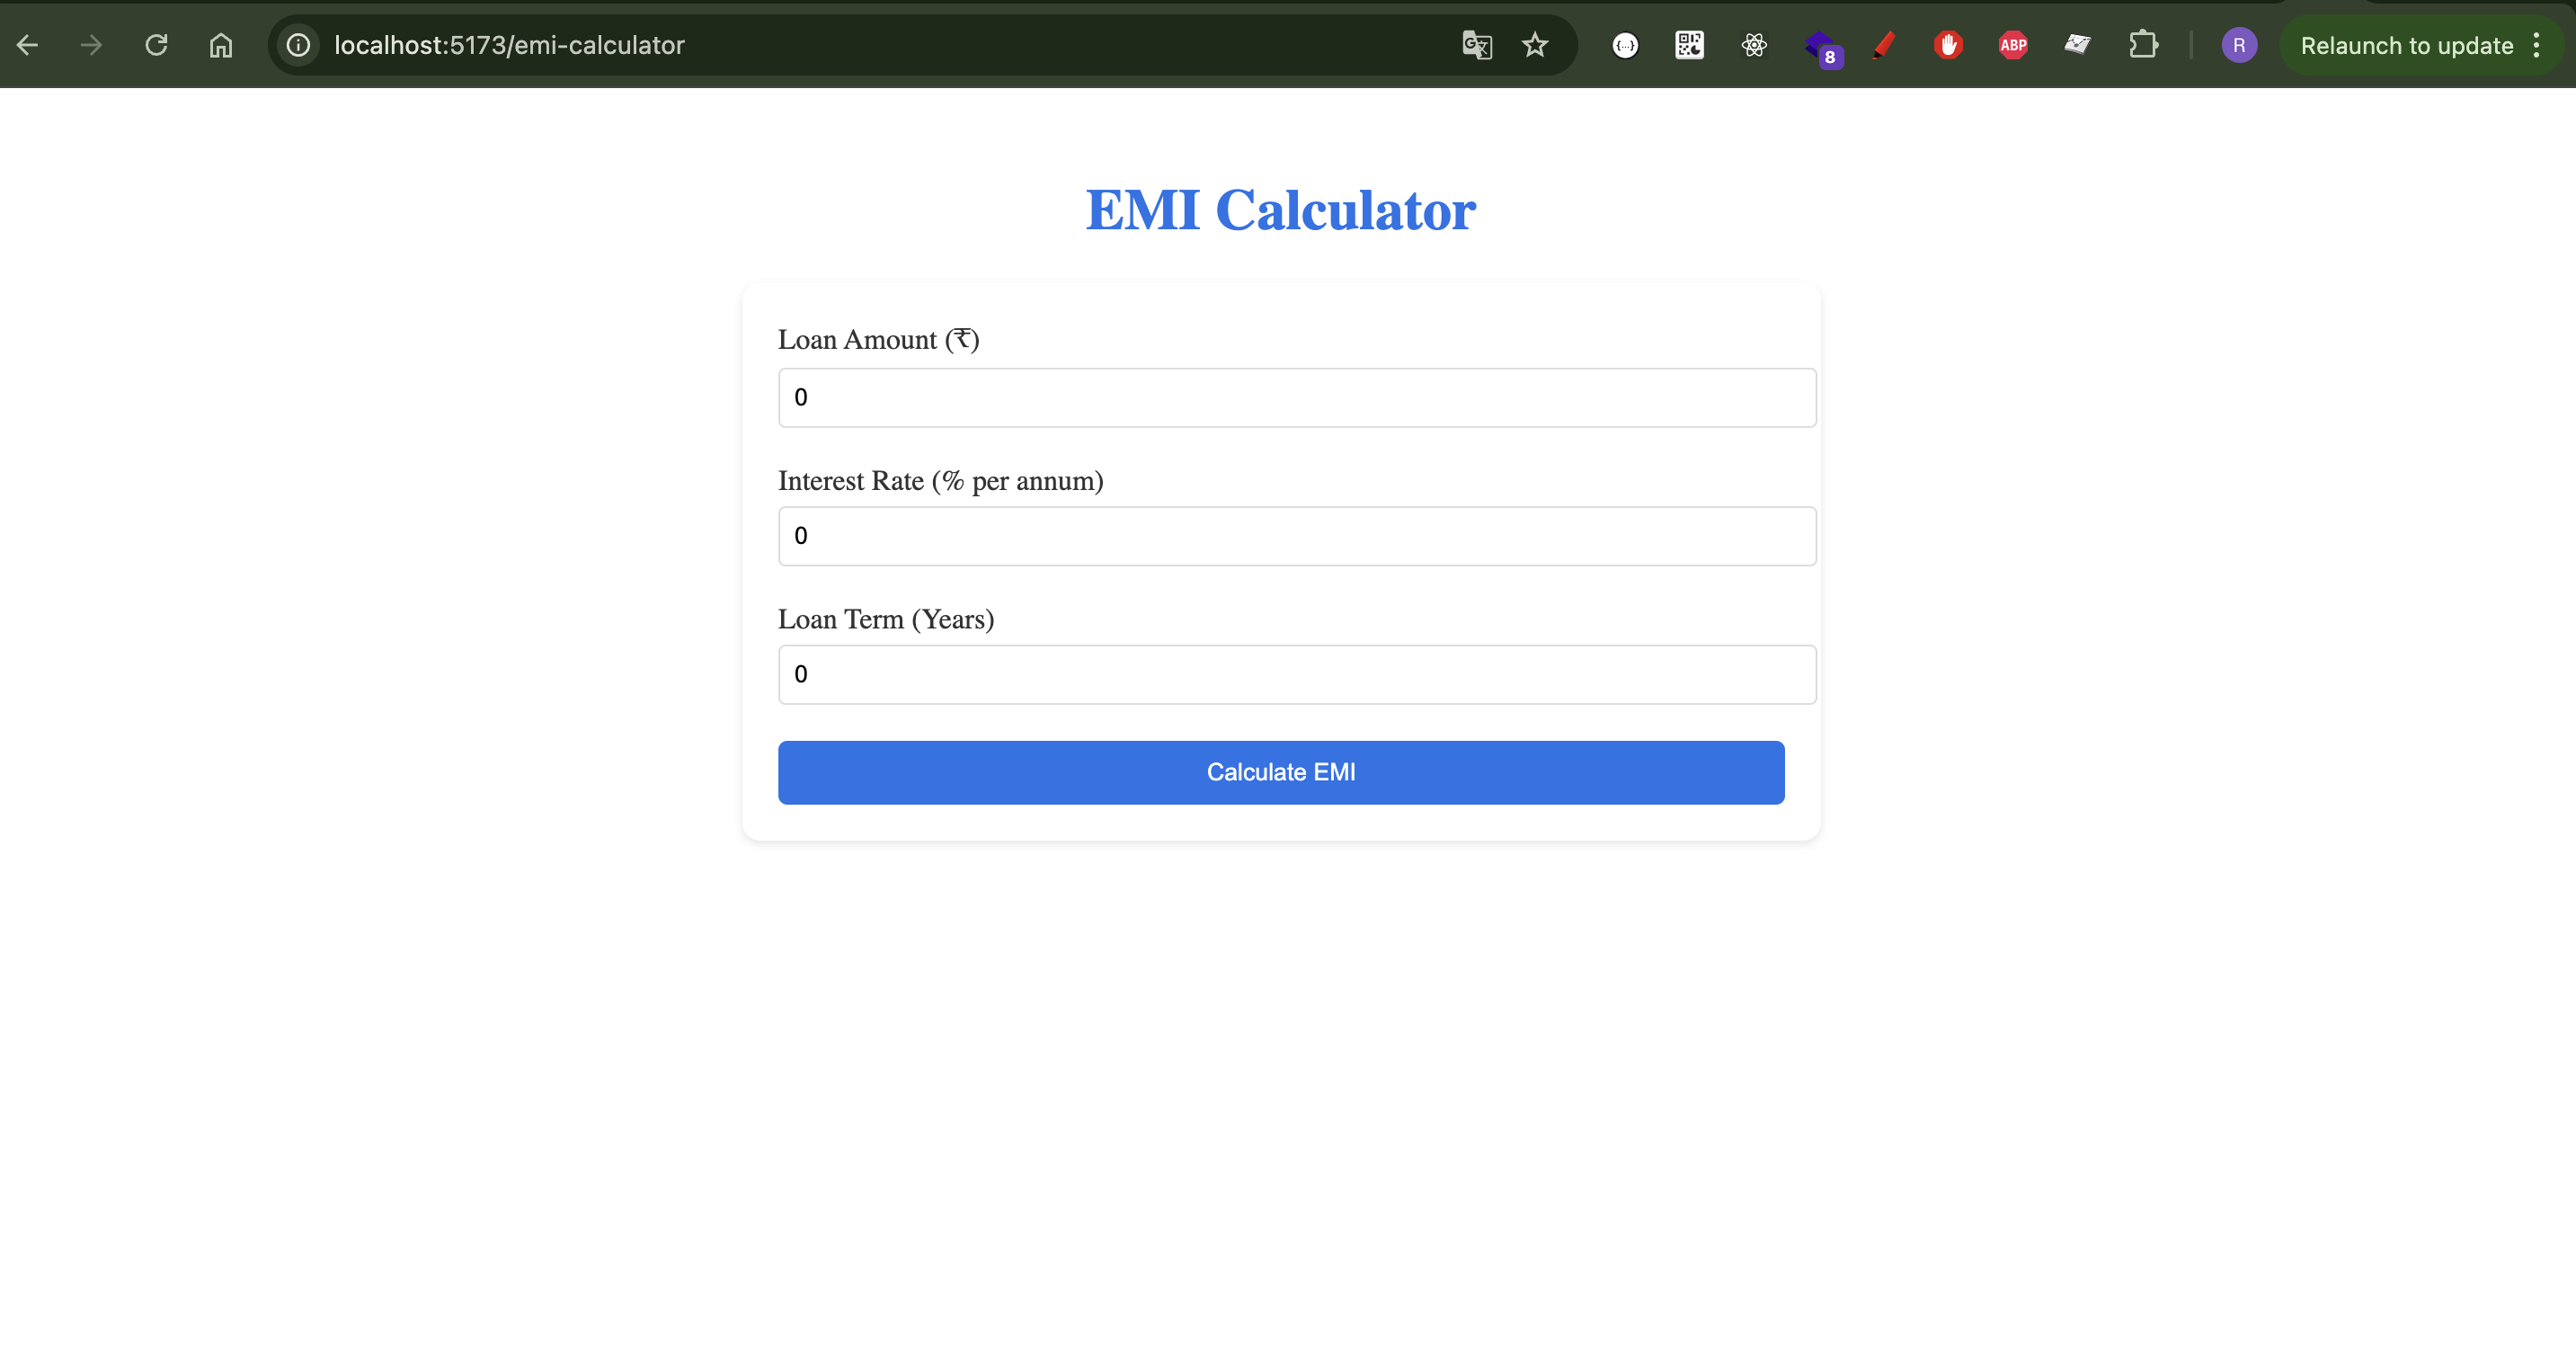 localhost:5173/emi-calculator
8
ABP
R
Relaunch to update
EMI Calculator
Loan Amount (₹)
0
Interest Rate (% per annum)
0
Loan Term (Years)
0
Calculate EMI